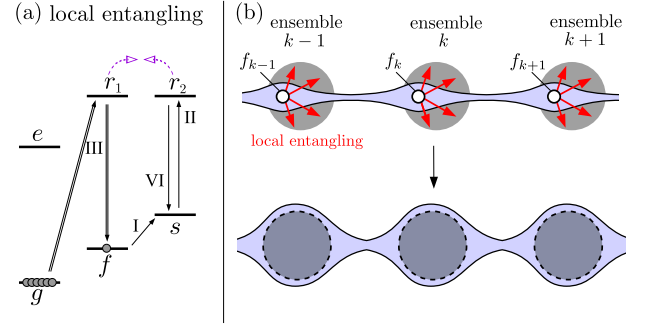 (a) local entangling
r₁ r₂
e
II
III
VI
I
s
f
g
(b)
ensemble
k − 1
ensemble
k
ensemble
k + 1
fₖ₋₁
fₖ
fₖ₊₁
local entangling